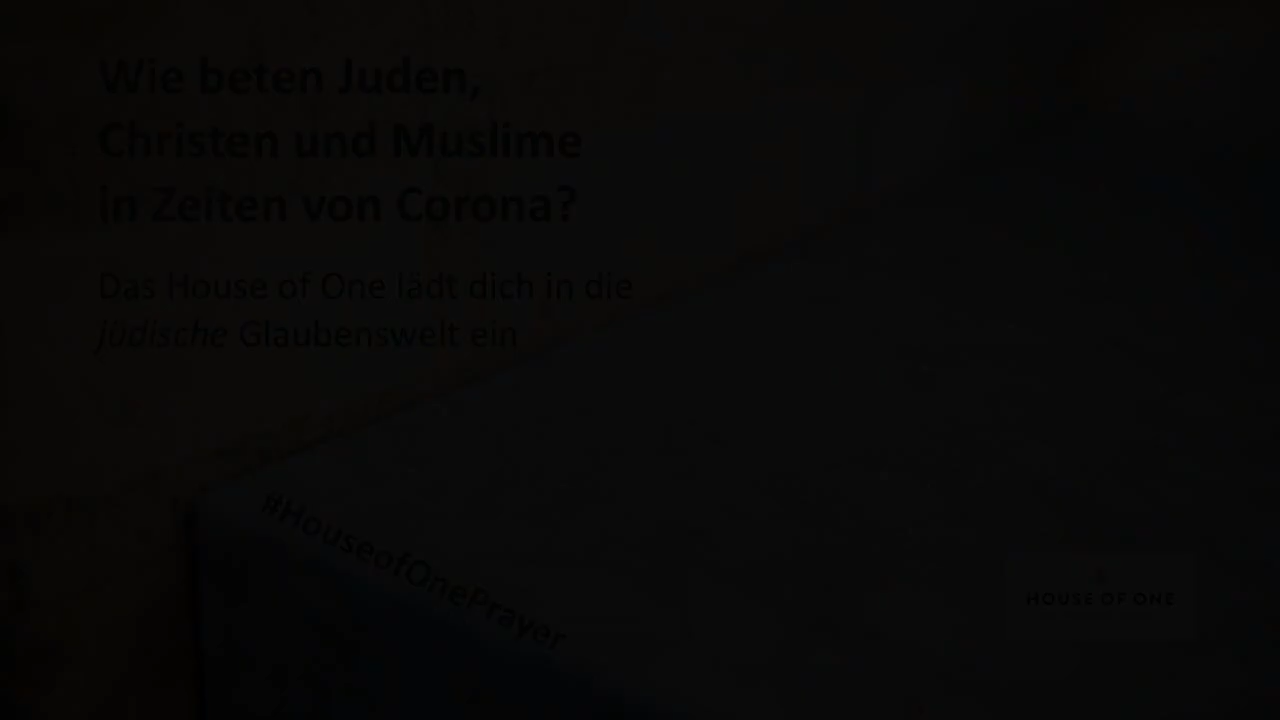 Wie beten Juden,
Christen und Muslime
in Zeiten von Corona?
Das House of One lädt dich in die
jüdische Glaubenswelt ein
#HouseofOnePrayer
HOUSE OF ONE